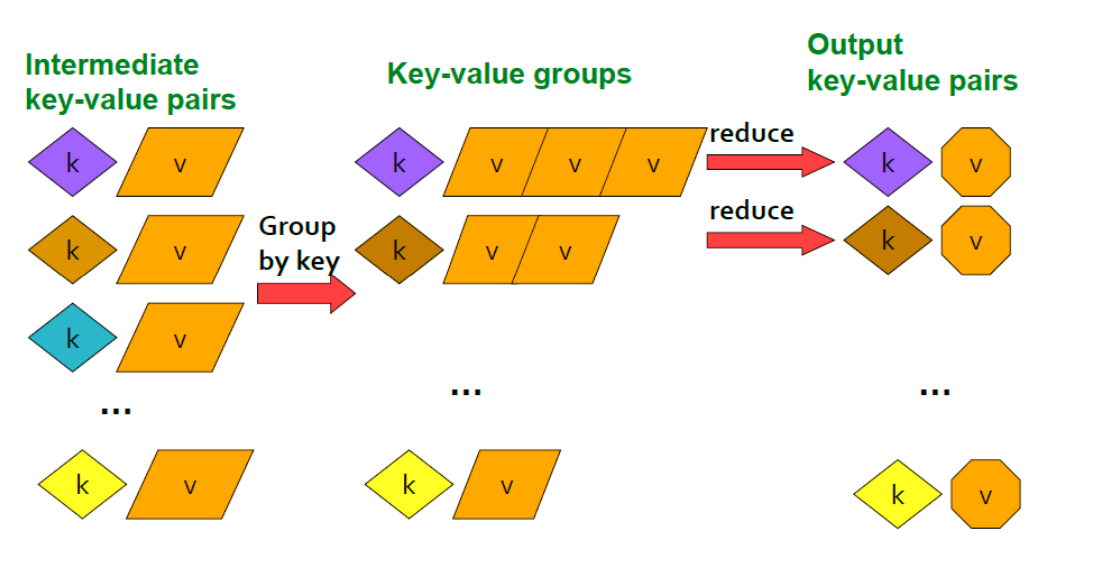 Intermediate
key-value pairs
Key-value groups
Output
key-value pairs
k v
k v v v
reduce
k v
k v
Group
by key
k v v
reduce
k v
k v
...
...
...
k v
k v
k v